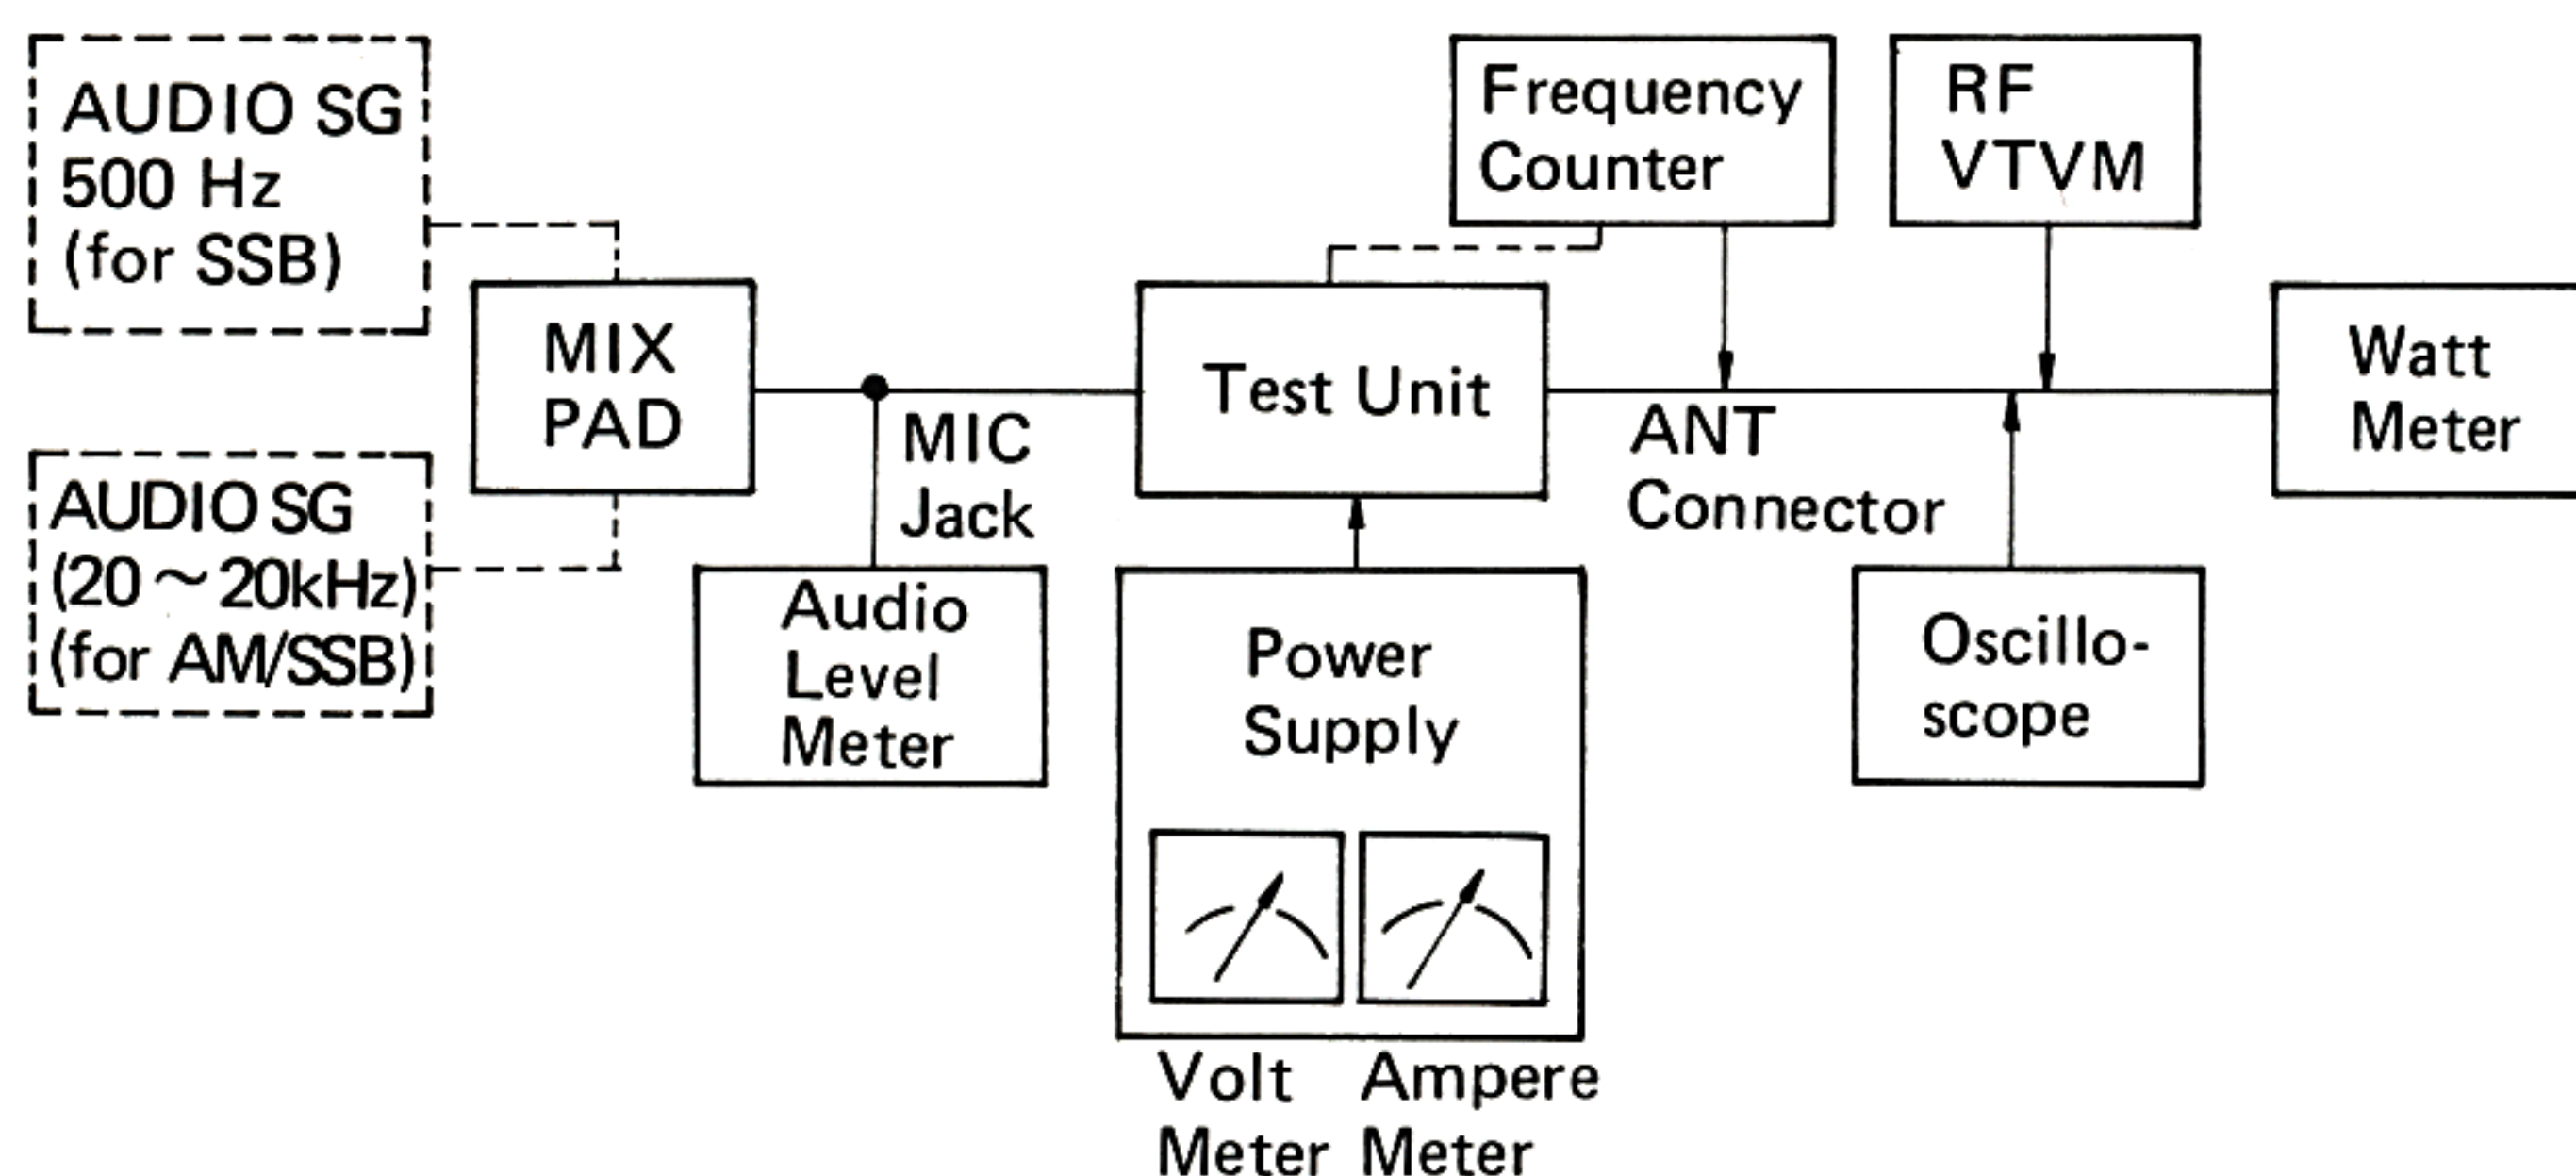 AUDIO SG
500 Hz
(for SSB)
AUDIO SG
(20 ~ 20kHz)
(for AM/SSB)
MIX
PAD
MIC
Jack
Audio
Level
Meter
Test Unit
Frequency
Counter
RF
VTVM
ANT
Connector
Watt
Meter
Oscillo-
scope
Power
Supply
Volt
Meter
Ampere
Meter